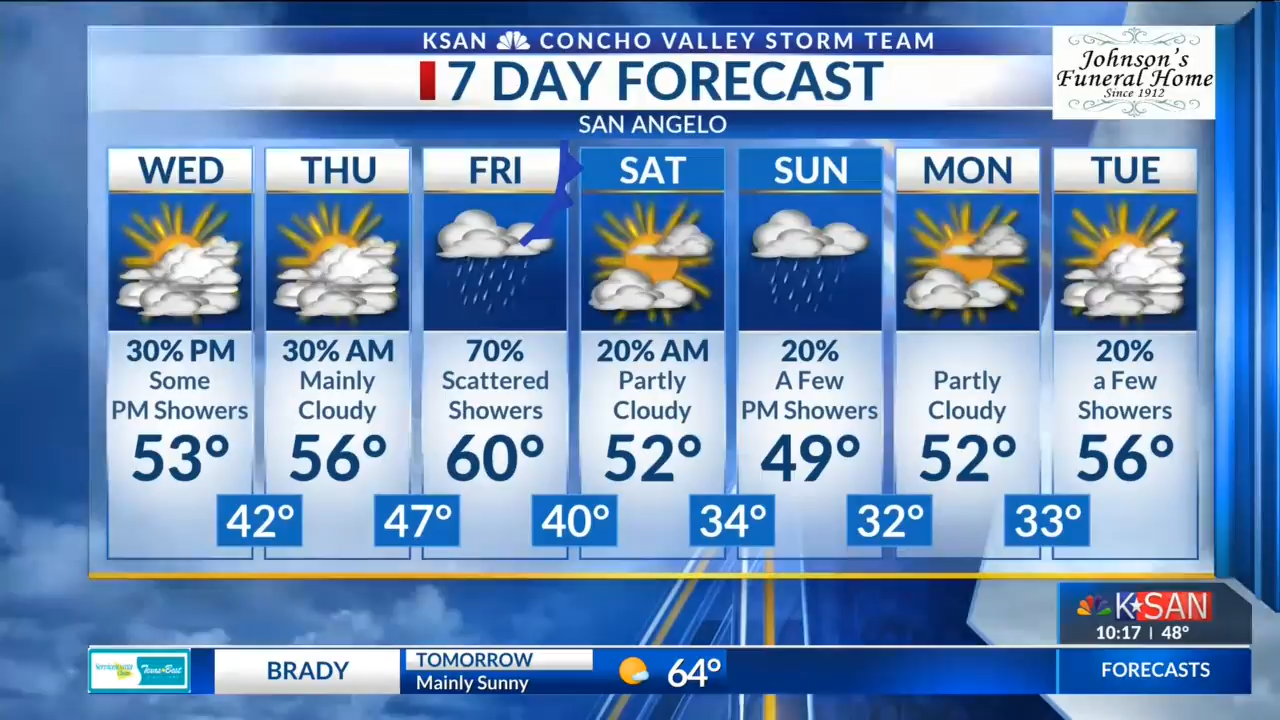 KSAN CONCHO VALLEY STORM TEAM
7 DAY FORECAST
SAN ANGELO
Johnson's
Funeral Home
Since 1912
WED THU FRI SAT SUN MON TUE
30% PM 30% AM 70% 20% AM 20% 20%
Some Mainly Scattered Partly A Few Partly a Few
PM Showers Cloudy Showers Cloudy PM Showers Cloudy Showers
53° 56° 60° 52° 49° 52° 56°
42° 47° 40° 34° 32° 33°
KSAN
10:17 | 48°
BRADY
TOMORROW
Mainly Sunny
64°
FORECASTS